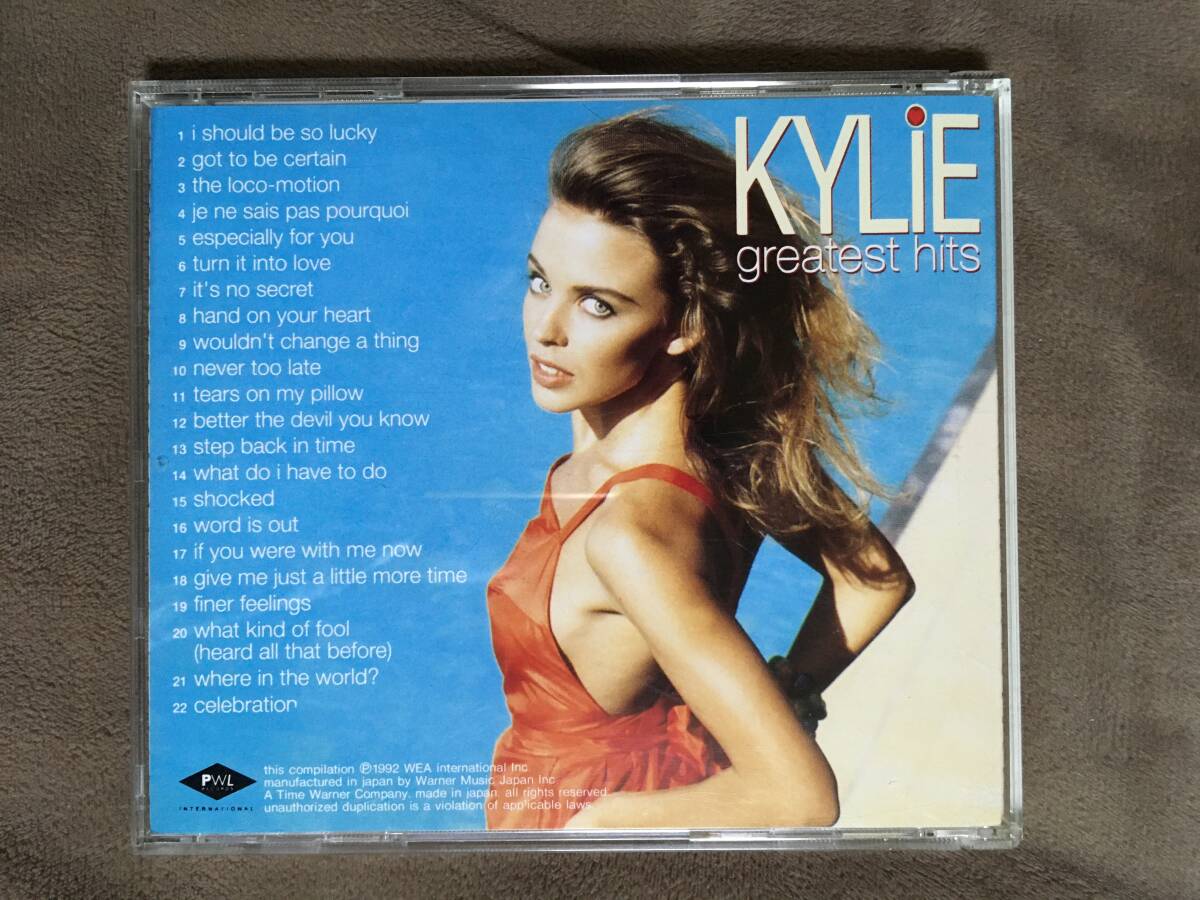 KYLiE
greatest hits
1 i should be so lucky
2 got to be certain
3 the loco-motion
4 je ne sais pas pourquoi
5 especially for you
6 turn it into love
7 it's no secret
8 hand on your heart
9 wouldn't change a thing
10 never too late
11 tears on my pillow
12 better the devil you know
13 step back in time
14 what do i have to do
15 shocked
16 word is out
17 if you were with me now
18 give me just a little more time
19 finer feelings
20 what kind of fool
(heard all that before)
21 where in the world?
22 celebration
PWL
RECORDS
INTERNATIONAL
this compilation ℗1992 WEA international Inc
manufactured in japan by Warner Music Japan Inc
A Time Warner Company. made in japan. all rights reserved.
unauthorized duplication is a violation of applicable laws.